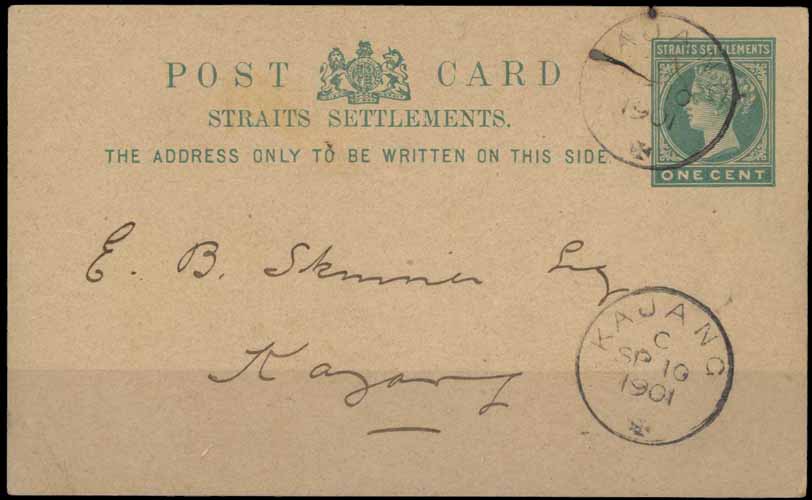 POST CARD
STRAITS SETTLEMENTS.
THE ADDRESS ONLY TO BE WRITTEN ON THIS SIDE.
STRAITS SETTLEMENTS
ONE CENT
1901
E. B. Skinner Esq
Kajang
KAJANG
C
SP 10
1901